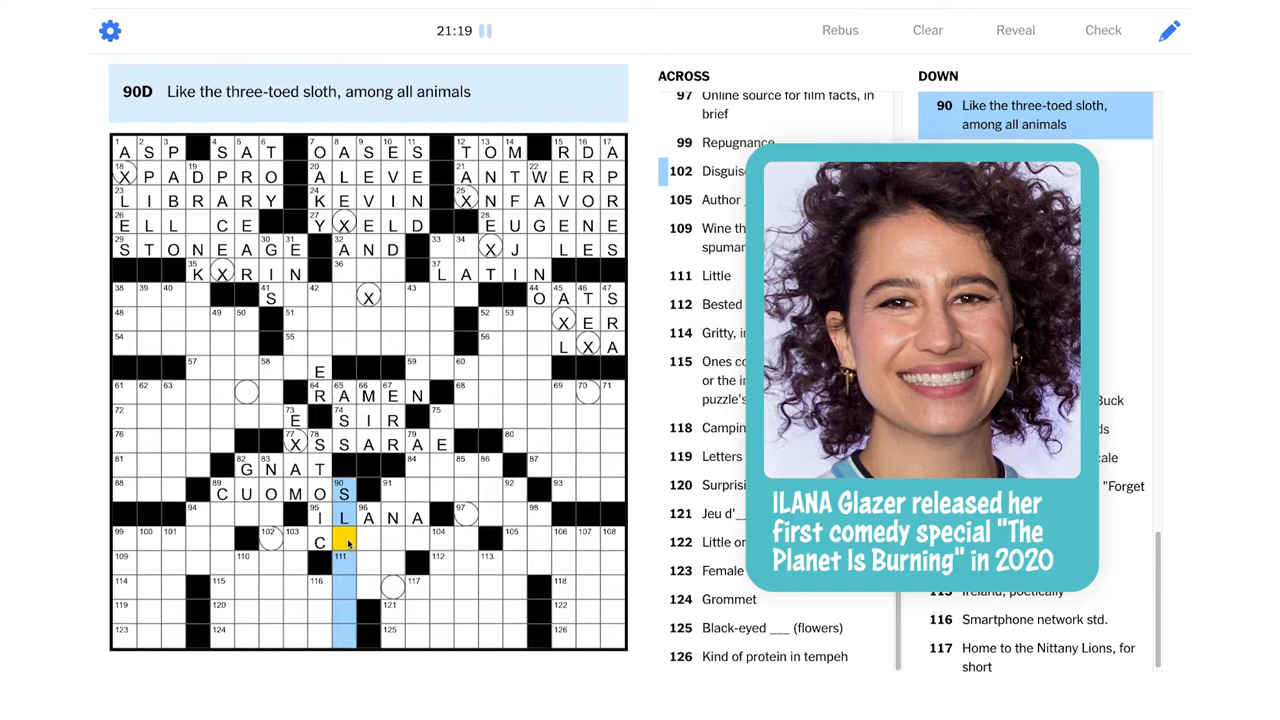 21:19
Rebus
Clear
Reveal
Check
90D Like the three-toed sloth, among all animals
ACROSS
97 Online source for film facts, in
brief
99 Repugnance
102 Disguis
105 Author
109 Wine th
spuman
111 Little
112 Bested
114 Gritty, i
115 Ones c
or the i
puzzle's
118 Campin
119 Letters
120 Surprisi
121 Jeu d'__
122 Little or
123 Female
124 Grommet
125 Black-eyed ___ (flowers)
126 Kind of protein in tempeh
DOWN
90 Like the three-toed sloth,
among all animals
Buck
ds
cale
"Forget
113 Ireland, poetically
116 Smartphone network std.
117 Home to the Nittany Lions, for
short
ILANA Glazer released her
first comedy special "The
Planet Is Burning" in 2020
A S P S A T O A S E S T O M R D A
X P A D P R O A L E V E A N T W E R P
L I B R A R Y K E V I N X N F A V O R
E L L C E Y X E L D E U G E N E
S T O N E A G E A N D X J L E S
K X R I N L A T I N
S X O A T S
X E R
L X A
E
R A M E N
E S I R
X S S A R A E
G N A T
C U O M O S
I L A N A
C